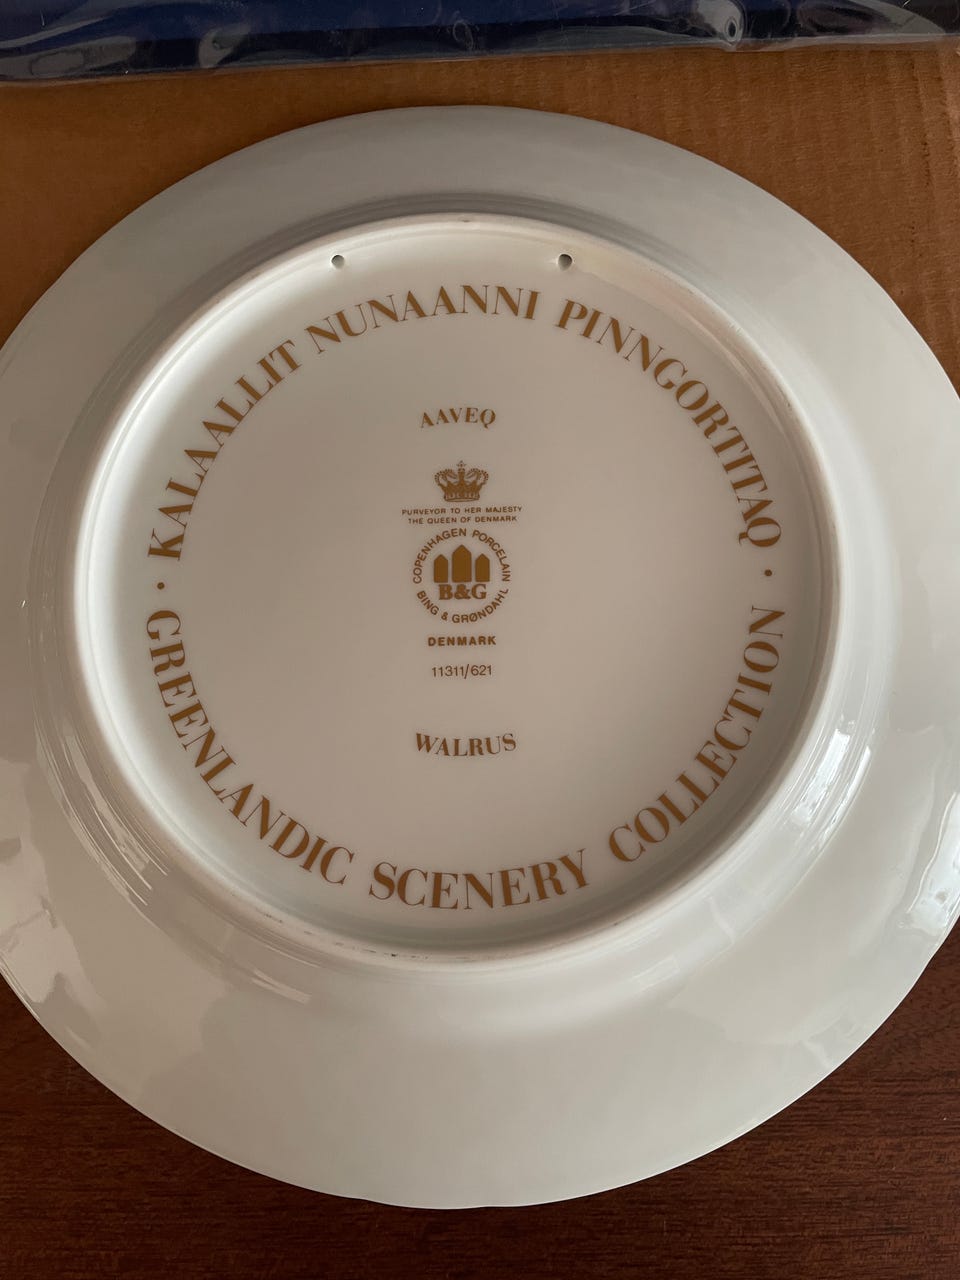 KALAALLIT NUNAANNI PINNGORTITAQ
AAVEQ
PURVEYOR TO HER MAJESTY
THE QUEEN OF DENMARK
COPENHAGEN PORCELAIN
B&G
BING & GRØNDAHL
DENMARK
11311/621
WALRUS
· GREENLANDIC SCENERY COLLECTION ·